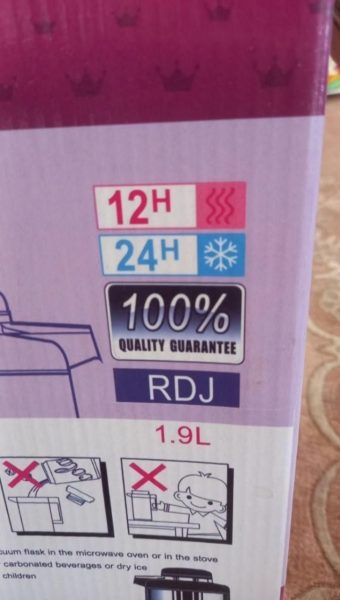 12H
24H
100%
QUALITY GUARANTEE
RDJ
1.9L
flask in the microwave oven or in the stove
carbonated beverages or dry ice
children